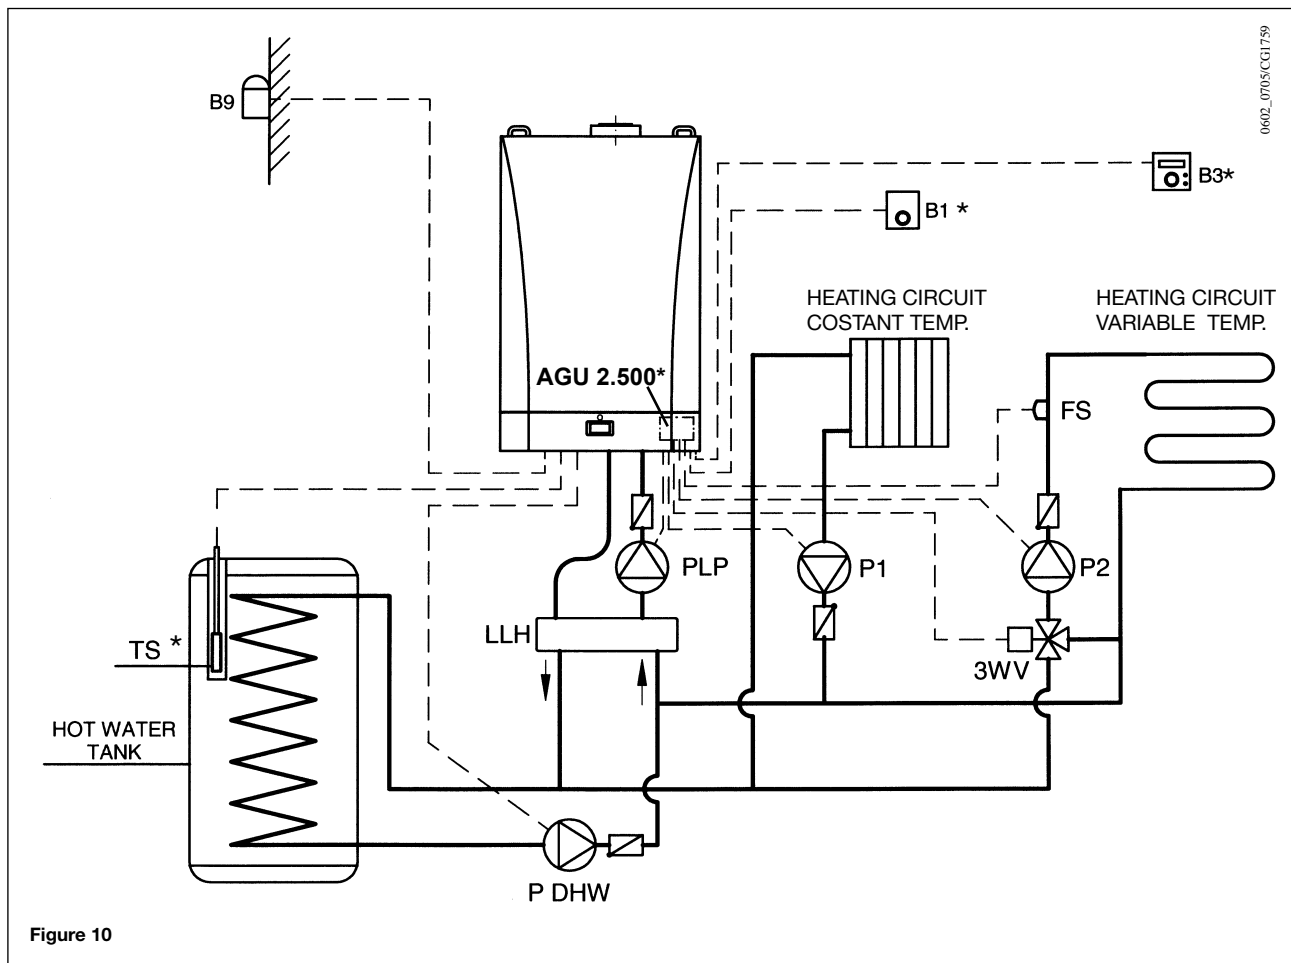 0602_0705/CG1759
B9
B3*
B1 *
HEATING CIRCUIT
COSTANT TEMP.
HEATING CIRCUIT
VARIABLE TEMP.
AGU 2.500*
FS
PLP
P1
P2
LLH
3WV
TS *
HOT WATER
TANK
P DHW
Figure 10